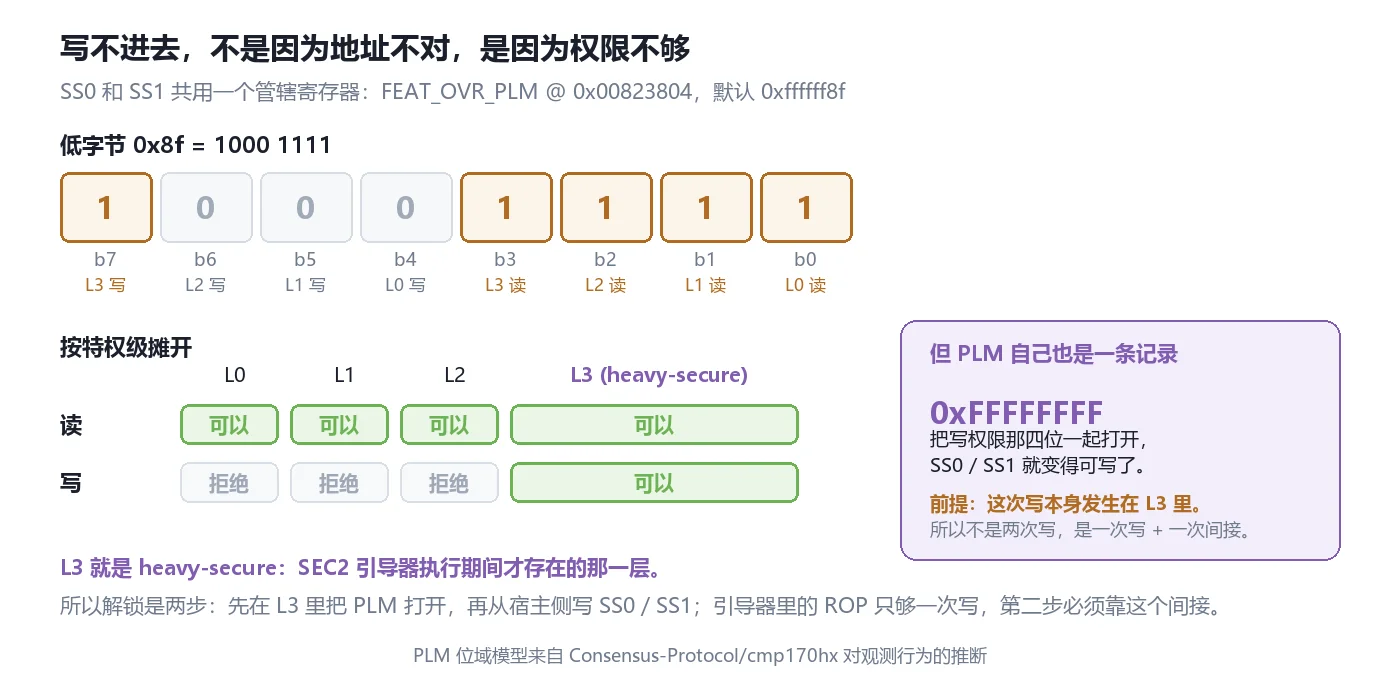 写不进去，不是因为地址不对，是因为权限不够
SS0 和 SS1 共用一个管辖寄存器：FEAT_OVR_PLM @ 0x00823804，默认 0xffffff8f
低字节 0x8f = 1000 1111
1 0 0 0 1 1 1 1
b7 b6 b5 b4 b3 b2 b1 b0
L3 写 L2 写 L1 写 L0 写 L3 读 L2 读 L1 读 L0 读
按特权级摊开
L0 L1 L2 L3 (heavy-secure)
读 可以 可以 可以 可以
写 拒绝 拒绝 拒绝 可以
但 PLM 自己也是一条记录
0xFFFFFFFF
把写权限那四位一起打开，
SS0 / SS1 就变得可写了。
前提：这次写本身发生在 L3 里。
所以不是两次写，是一次写 + 一次间接。
L3 就是 heavy-secure：SEC2 引导器执行期间才存在的那一层。
所以解锁是两步：先在 L3 里把 PLM 打开，再从宿主侧写 SS0 / SS1；引导器里的 ROP 只够一次写，第二步必须靠这个间接。
PLM 位域模型来自 Consensus-Protocol/cmp170hx 对观测行为的推断